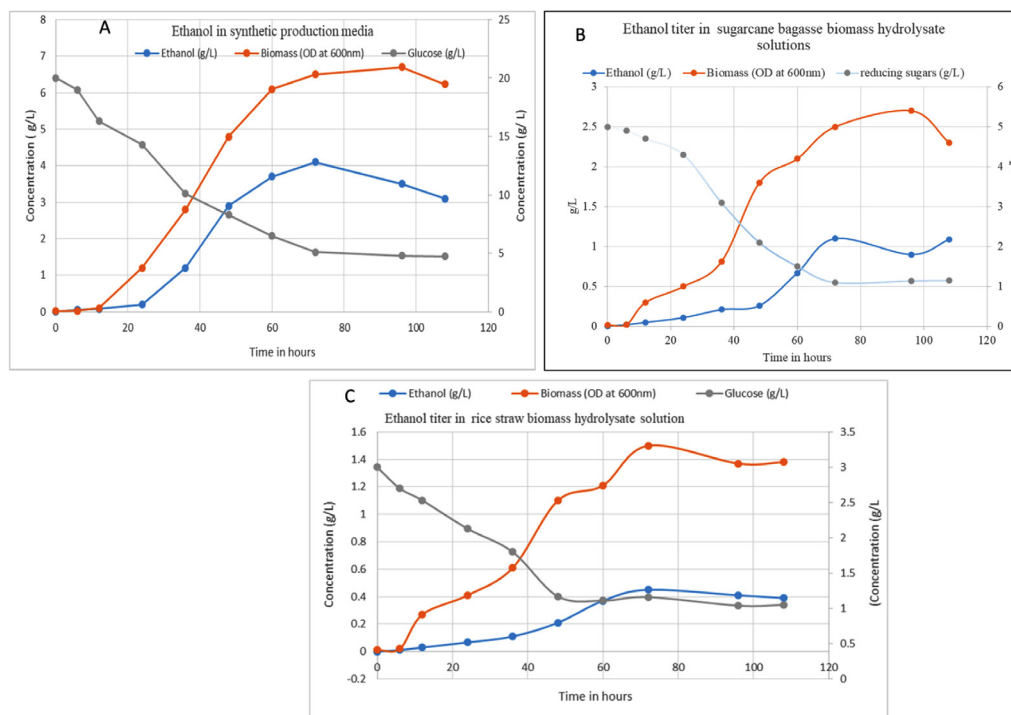 A
Ethanol in synthetic production media
Ethanol (g/L) Biomass (OD at 600nm) Glucose (g/L)
Concentration ( g/L)
8
7
6
5
4
3
2
1
0
0 20 40 60 80 100 120
Time in hours
25
20
15
10
5
0
Concentration ( g/L)
B
Ethanol titer in sugarcane bagasse biomass hydrolysate
solutions
Ethanol (g/L) Biomass (OD at 600nm) reducing sugars (g/L)
g/L
3
2.5
2
1.5
1
0.5
0
0 20 40 60 80 100 120
Time in hours
6
5
4
3
2
1
0
C
Ethanol (g/L) Biomass (OD at 600nm) Glucose (g/L)
Ethanol titer in rice straw biomass hydrolysate solution
Concentration (g/L)
1.6
1.4
1.2
1
0.8
0.6
0.4
0.2
0
-0.2
0 20 40 60 80 100 120
Time in hours
3.5
3
2.5
2
1.5
1
0.5
0
(Concentration (g/L